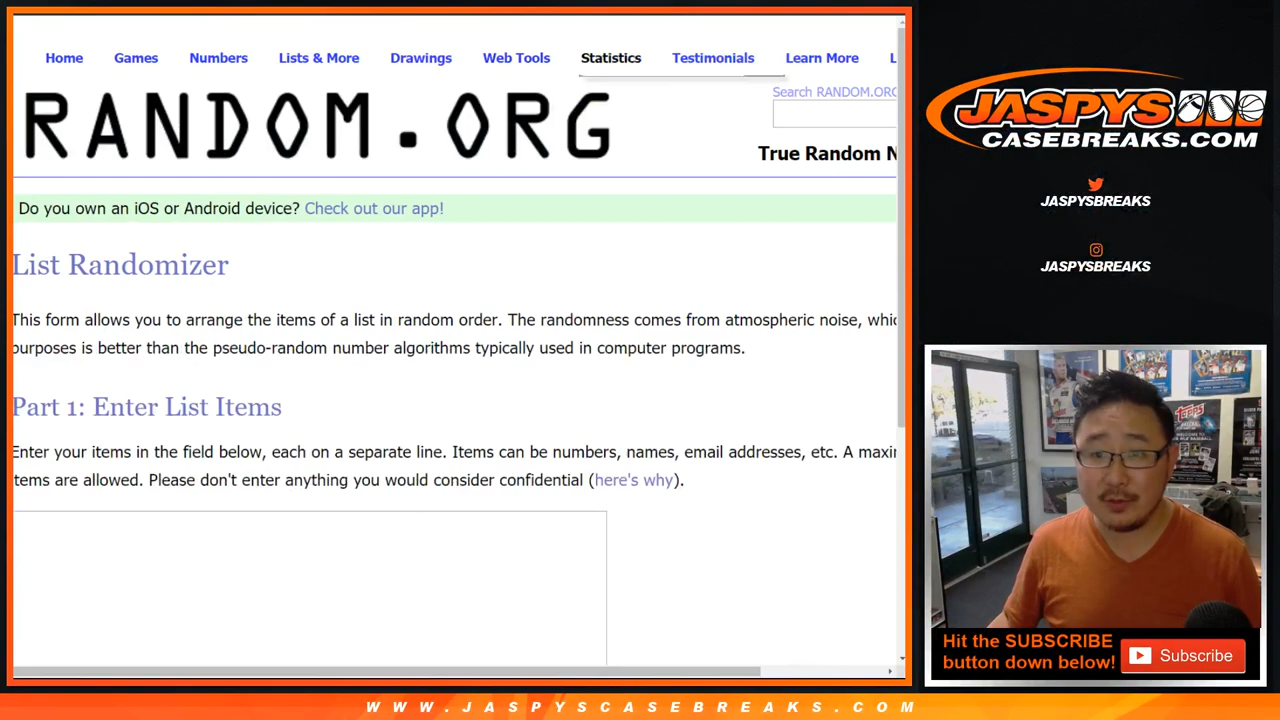 Home Games Numbers Lists & More Drawings Web Tools Statistics Testimonials Learn More L
RANDOM.ORG
Search RANDOM.ORG
True Random N
Do you own an iOS or Android device? Check out our app!
List Randomizer
This form allows you to arrange the items of a list in random order. The randomness comes from atmospheric noise, whic
purposes is better than the pseudo-random number algorithms typically used in computer programs.
Part 1: Enter List Items
Enter your items in the field below, each on a separate line. Items can be numbers, names, email addresses, etc. A maxi
tems are allowed. Please don't enter anything you would consider confidential (here's why).
JASPYS
CASEBREAKS.COM
JASPYSBREAKS
JASPYSBREAKS
Topps
Hit the SUBSCRIBE
button down below!
Subscribe
WWW.JASPYSCASEBREAKS.COM